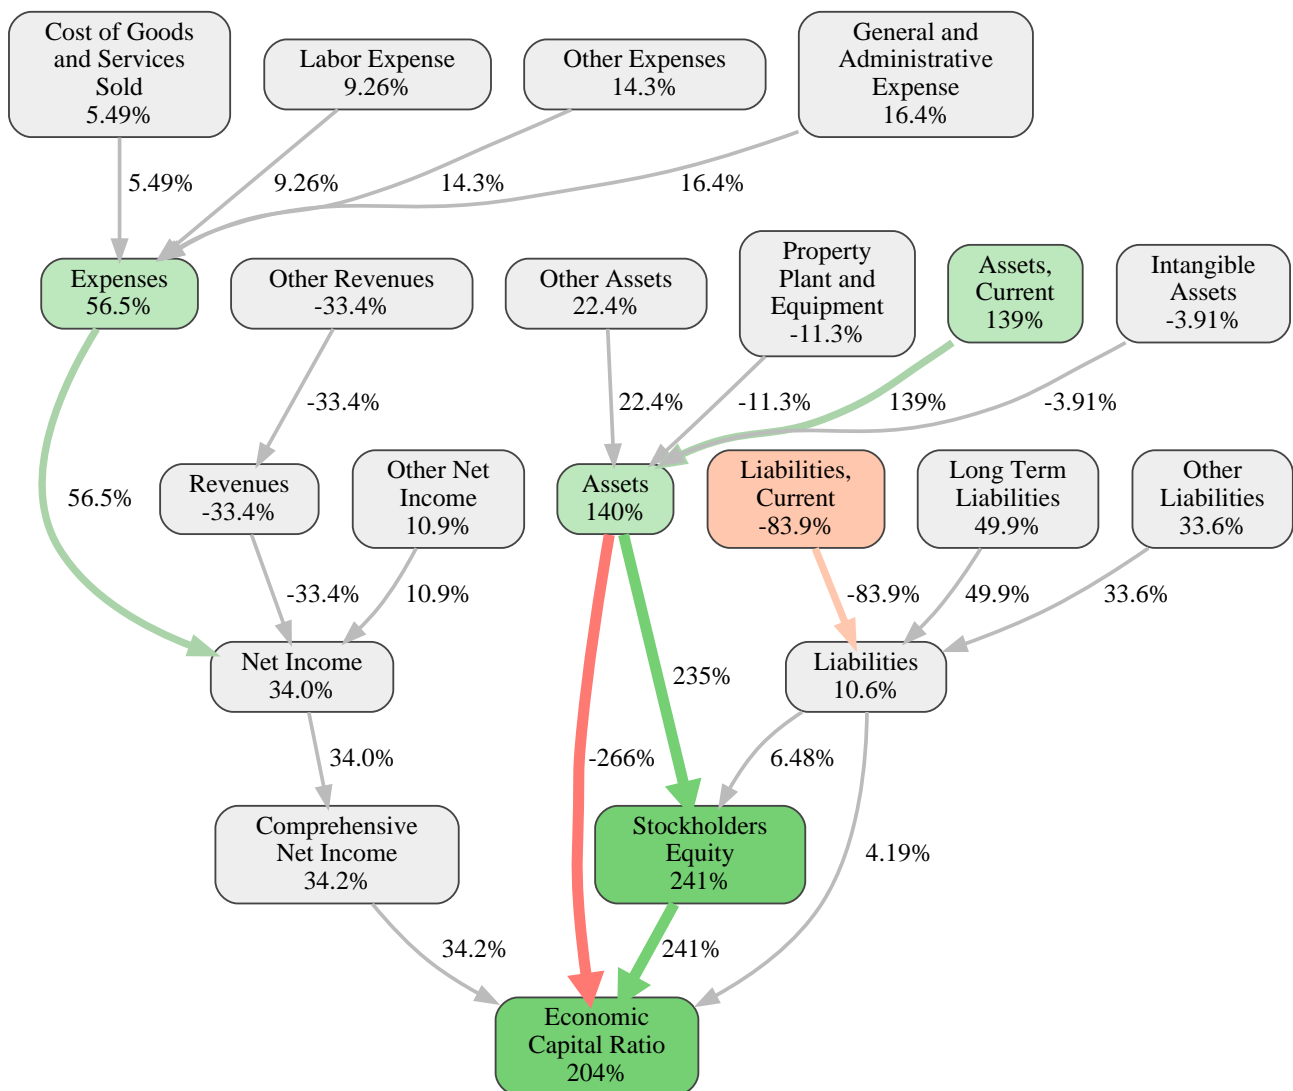 Cost of Goods
and Services
Sold
5.49%
Labor Expense
9.26%
Other Expenses
14.3%
General and
Administrative
Expense
16.4%
5.49%
9.26%
14.3%
16.4%
Expenses
56.5%
Other Revenues
-33.4%
Other Assets
22.4%
Property
Plant and
Equipment
-11.3%
Assets,
Current
139%
Intangible
Assets
-3.91%
-33.4%
22.4%
-11.3%
139%
-3.91%
56.5%
Revenues
-33.4%
Other Net
Income
10.9%
Assets
140%
Liabilities,
Current
-83.9%
Long Term
Liabilities
49.9%
Other
Liabilities
33.6%
-33.4%
10.9%
-83.9%
49.9%
33.6%
Net Income
34.0%
235%
Liabilities
10.6%
34.0%
-266%
6.48%
Comprehensive
Net Income
34.2%
Stockholders
Equity
241%
4.19%
34.2%
241%
Economic
Capital Ratio
204%